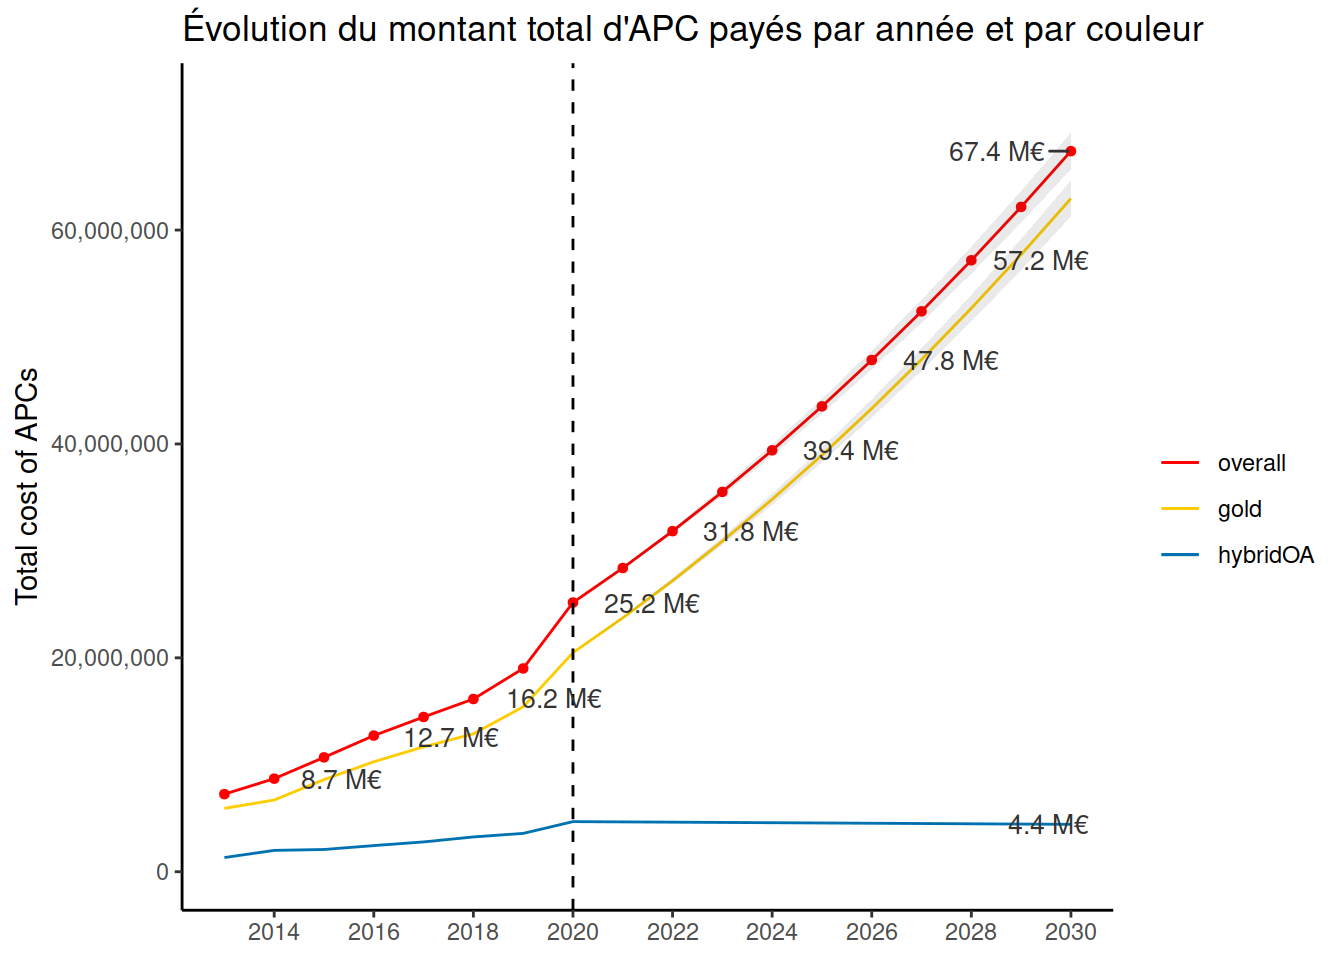 Évolution du montant total d'APC payés par année et par couleur
Total cost of APCs
60,000,000
40,000,000
20,000,000
0
67.4 M€
57.2 M€
47.8 M€
39.4 M€
31.8 M€
25.2 M€
16.2 M€
12.7 M€
8.7 M€
4.4 M€
2014 2016 2018 2020 2022 2024 2026 2028 2030
overall
gold
hybridOA